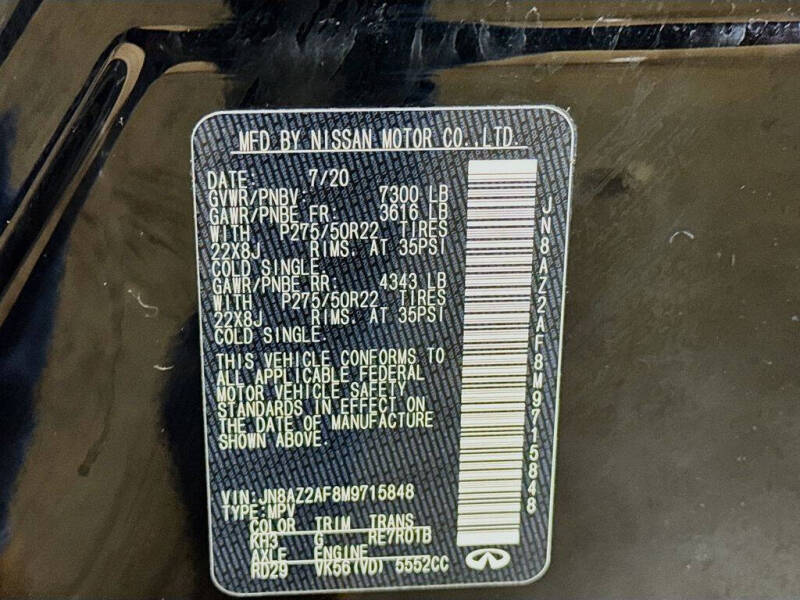 MFD BY NISSAN MOTOR CO.,LTD.
DATE: 7/20
GVWR/PNBV: 7300 LB
GAWR/PNBE FR: 3616 LB
WITH P275/50R22 TIRES
22X8J RIMS. AT 35PSI
COLD SINGLE.
GAWR/PNBE RR: 4343 LB
WITH P275/50R22 TIRES
22X8J RIMS. AT 35PSI
COLD SINGLE.
THIS VEHICLE CONFORMS TO
ALL APPLICABLE FEDERAL
MOTOR VEHICLE SAFETY
STANDARDS IN EFFECT ON
THE DATE OF MANUFACTURE
SHOWN ABOVE.
VIN:JN8AZ2AF8M9715848
TYPE:MPV
COLOR TRIM TRANS
KH3 G RE7R01B
AXLE ENGINE
RD29 VK56(VD) 5552CC
JN8AZ2AF8M9715848